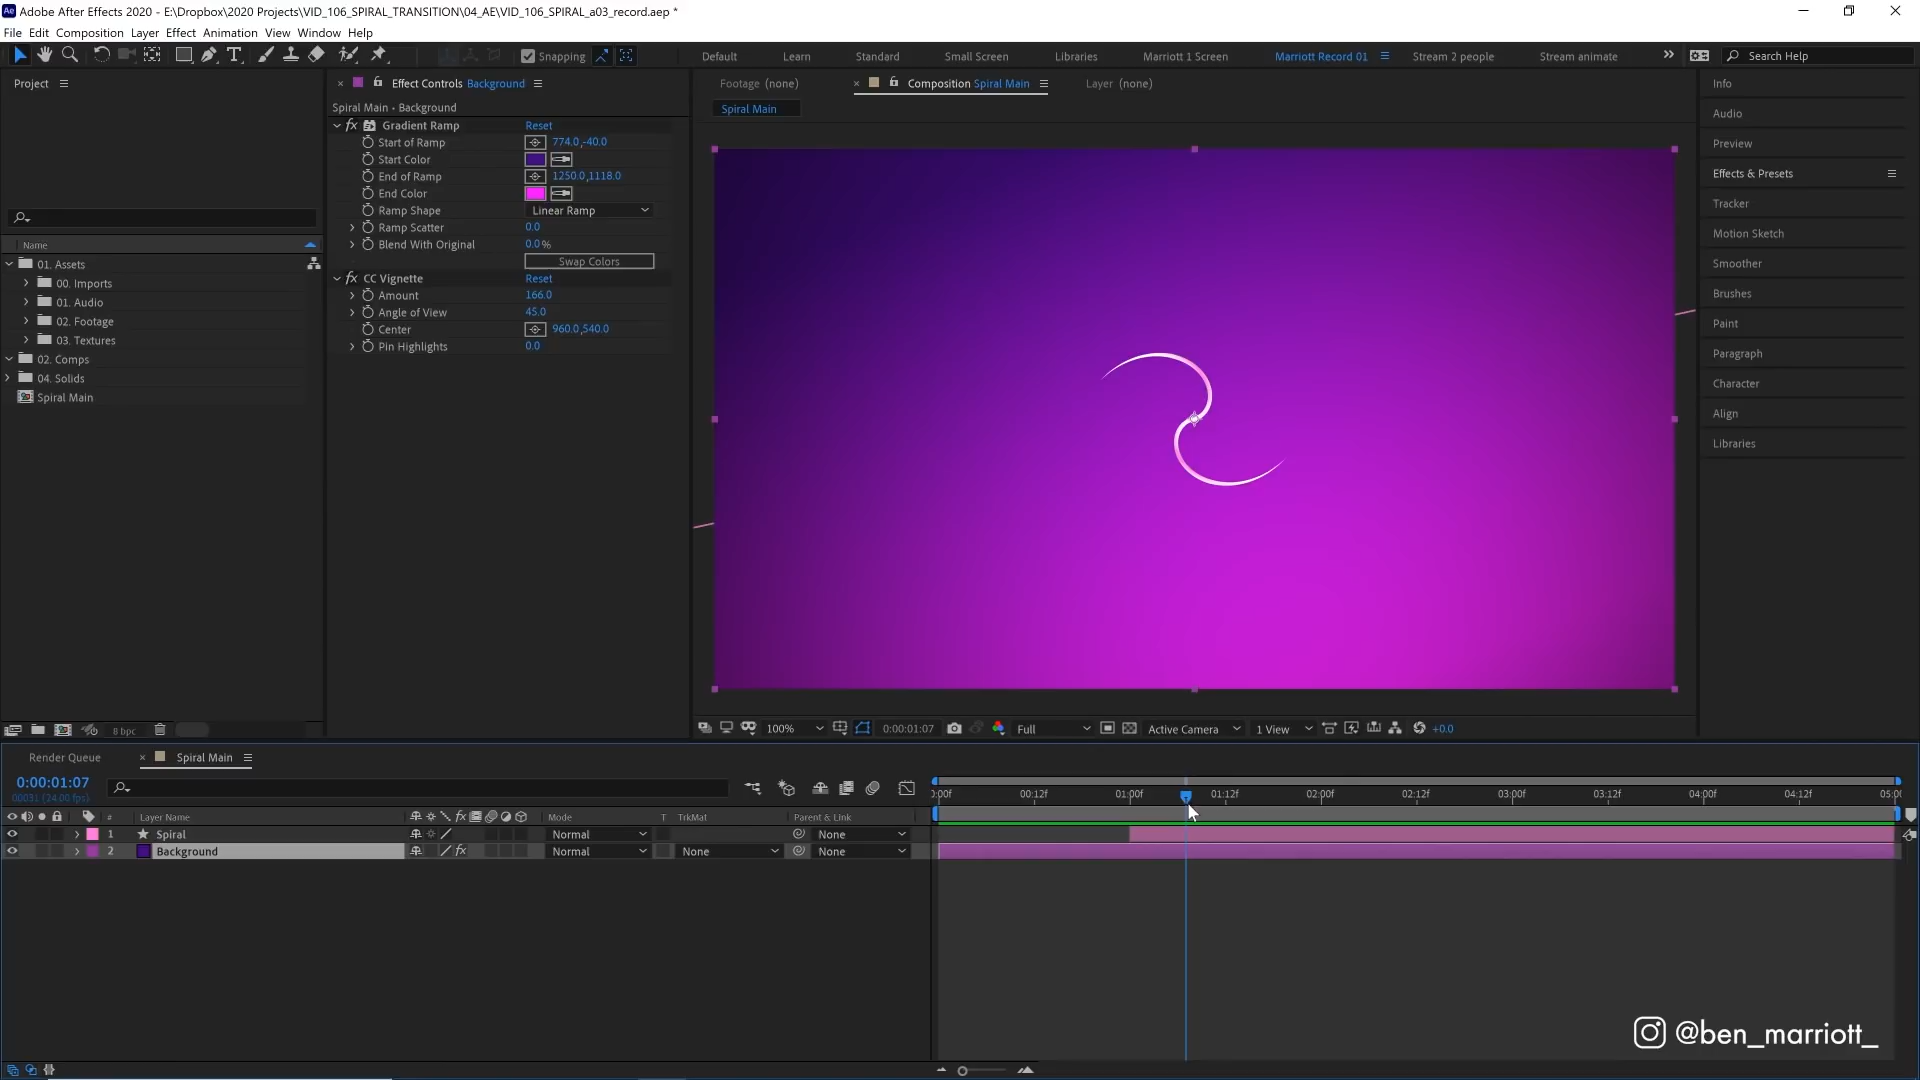 Adobe After Effects 2020 - E:\Dropbox\2020 Projects\VID_106_SPIRAL_TRANSITION\04_AE\VID_106_SPIRAL_a03_record.aep *
File Edit Composition Layer Effect Animation View Window Help
Snapping
Default Learn Standard Small Screen Libraries Marriott 1 Screen Marriott Record 01 Stream 2 people Stream animate
Search Help
Project
Name
01. Assets
00. Imports
01. Audio
02. Footage
03. Textures
02. Comps
04. Solids
Spiral Main
8 bpc
Effect Controls Background
Spiral Main • Background
fx Gradient Ramp Reset
Start of Ramp 774.0,-40.0
Start Color
End of Ramp 1250.0,1118.0
End Color
Ramp Shape Linear Ramp
Ramp Scatter 0.0
Blend With Original 0.0%
Swap Colors
fx CC Vignette Reset
Amount 166.0
Angle of View 45.0
Center 960.0,540.0
Pin Highlights 0.0
Footage (none)
Composition Spiral Main
Layer (none)
Spiral Main
100% 0:00:01:07 Full Active Camera 1 View +0.0
Info
Audio
Preview
Effects & Presets
Tracker
Motion Sketch
Smoother
Brushes
Paint
Paragraph
Character
Align
Libraries
Render Queue
Spiral Main
0:00:01:07
00031 (24.00 fps)
# Layer Name fx Mode T TrkMat Parent & Link
1 Spiral Normal None
2 Background fx Normal None None
0:00f 00:12f 01:00f 01:12f 02:00f 02:12f 03:00f 03:12f 04:00f 04:12f 05:00
@ben_marriott_